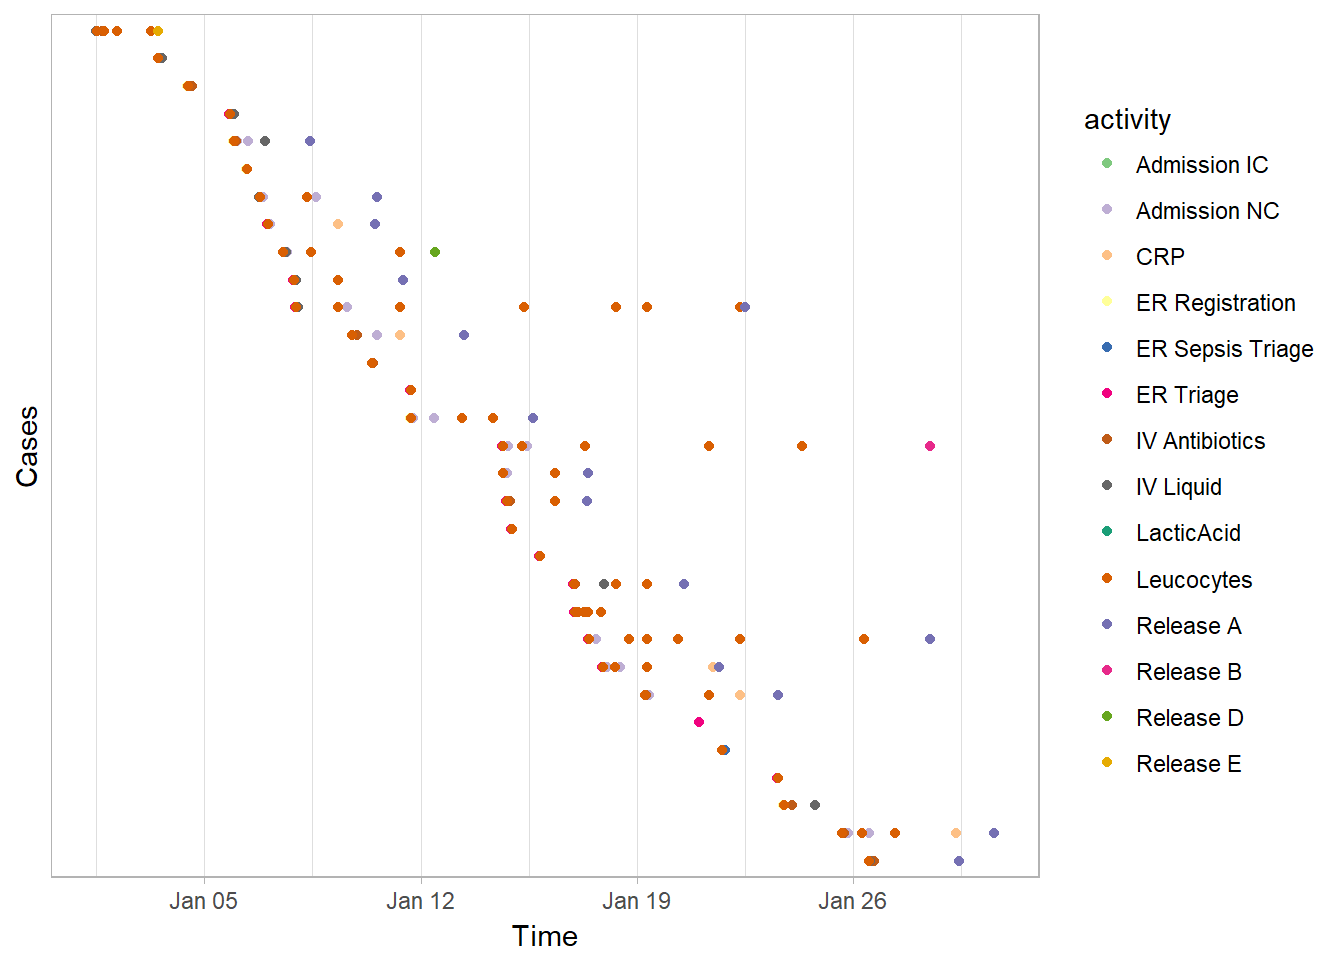 activity
Admission IC
Admission NC
CRP
ER Registration
ER Sepsis Triage
ER Triage
IV Antibiotics
IV Liquid
LacticAcid
Leucocytes
Release A
Release B
Release D
Release E
Cases
Jan 05 Jan 12 Jan 19 Jan 26
Time